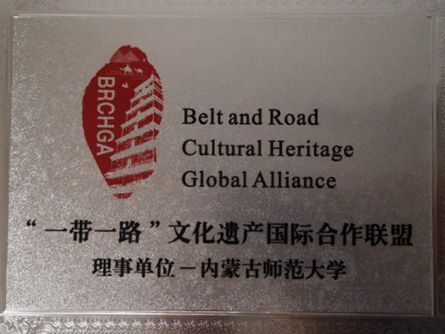 BRCHGA
Belt and Road
Cultural Heritage
Global Alliance
“一带一路”文化遗产国际合作联盟
理事单位－内蒙古师范大学